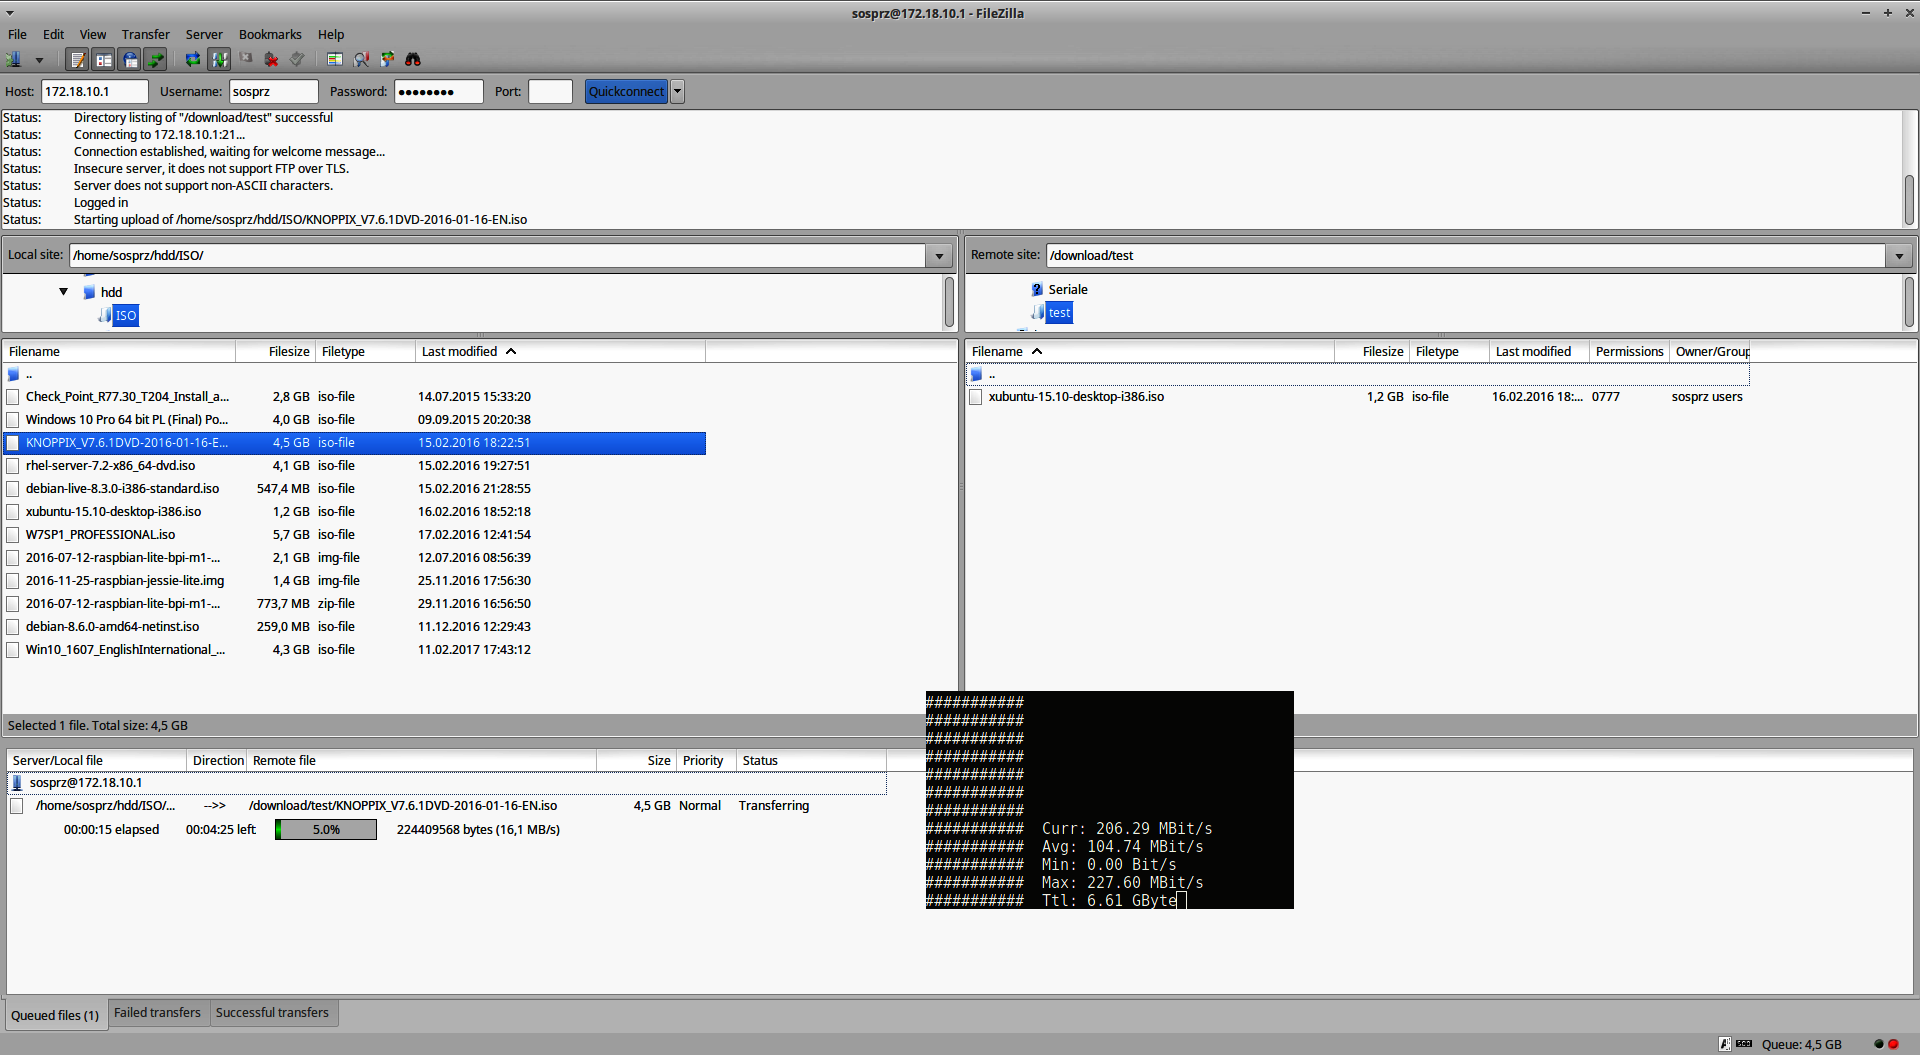 sosprz@172.18.10.1 - FileZilla
File Edit View Transfer Server Bookmarks Help
Host: 172.18.10.1 Username: sosprz Password: ●●●●●●●● Port: Quickconnect
Status: Directory listing of "/download/test" successful
Status: Connecting to 172.18.10.1:21...
Status: Connection established, waiting for welcome message...
Status: Insecure server, it does not support FTP over TLS.
Status: Server does not support non-ASCII characters.
Status: Logged in
Status: Starting upload of /home/sosprz/hdd/ISO/KNOPPIX_V7.6.1DVD-2016-01-16-EN.iso
Local site: /home/sosprz/hdd/ISO/
hdd
ISO
Filename Filesize Filetype Last modified
..
Check_Point_R77.30_T204_Install_a... 2,8 GB iso-file 14.07.2015 15:33:20
Windows 10 Pro 64 bit PL (Final) Po... 4,0 GB iso-file 09.09.2015 20:20:38
KNOPPIX_V7.6.1DVD-2016-01-16-E... 4,5 GB iso-file 15.02.2016 18:22:51
rhel-server-7.2-x86_64-dvd.iso 4,1 GB iso-file 15.02.2016 19:27:51
debian-live-8.3.0-i386-standard.iso 547,4 MB iso-file 15.02.2016 21:28:55
xubuntu-15.10-desktop-i386.iso 1,2 GB iso-file 16.02.2016 18:52:18
W7SP1_PROFESSIONAL.iso 5,7 GB iso-file 17.02.2016 12:41:54
2016-07-12-raspbian-lite-bpi-m1-... 2,1 GB img-file 12.07.2016 08:56:39
2016-11-25-raspbian-jessie-lite.img 1,4 GB img-file 25.11.2016 17:56:30
2016-07-12-raspbian-lite-bpi-m1-... 773,7 MB zip-file 29.11.2016 16:56:50
debian-8.6.0-amd64-netinst.iso 259,0 MB iso-file 11.12.2016 12:29:43
Win10_1607_EnglishInternational_... 4,3 GB iso-file 11.02.2017 17:43:12
Selected 1 file. Total size: 4,5 GB
Remote site: /download/test
Seriale
test
Filename Filesize Filetype Last modified Permissions Owner/Group
..
xubuntu-15.10-desktop-i386.iso 1,2 GB iso-file 16.02.2016 18:... 0777 sosprz users
Server/Local file Direction Remote file Size Priority Status
sosprz@172.18.10.1
/home/sosprz/hdd/ISO/... -->> /download/test/KNOPPIX_V7.6.1DVD-2016-01-16-EN.iso 4,5 GB Normal Transferring
00:00:15 elapsed 00:04:25 left 5.0% 224409568 bytes (16,1 MB/s)
###########
###########
###########
###########
###########
###########
###########
########### Curr: 206.29 MBit/s
########### Avg: 104.74 MBit/s
########### Min: 0.00 Bit/s
########### Max: 227.60 MBit/s
########### Ttl: 6.61 GByte
Queued files (1) Failed transfers Successful transfers
Queue: 4,5 GB